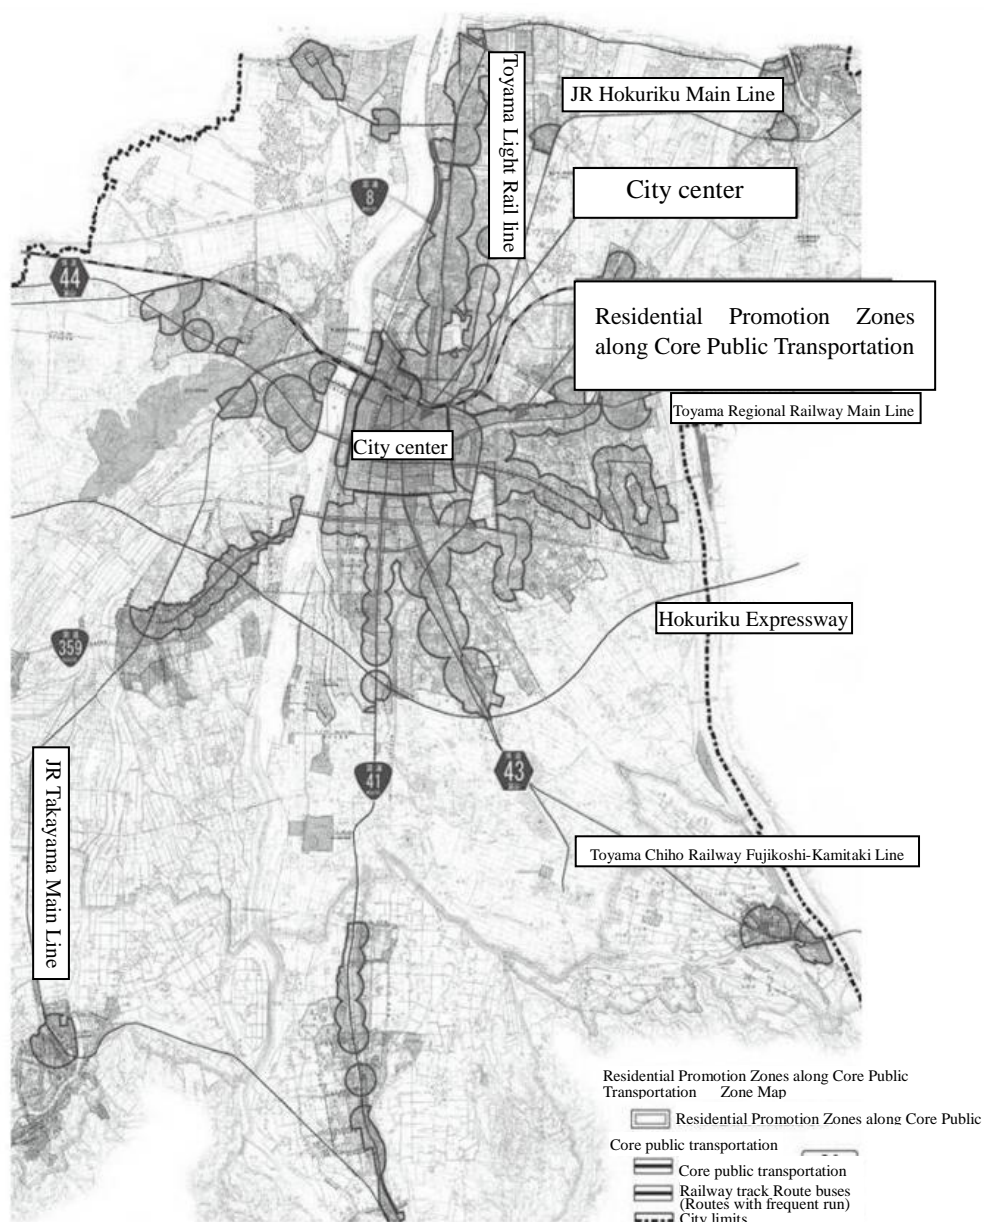 Toyama Light Rail line
JR Hokuriku Main Line
City center
8
44
Residential Promotion Zones
along Core Public Transportation
Toyama Regional Railway Main Line
City center
Hokuriku Expressway
359
JR Takayama Main Line
41
43
Toyama Chiho Railway Fujikoshi-Kamitaki Line
Residential Promotion Zones along Core Public
Transportation Zone Map
Residential Promotion Zones along Core Public
Core public transportation
Core public transportation
Railway track Route buses
(Routes with frequent run)
City limits